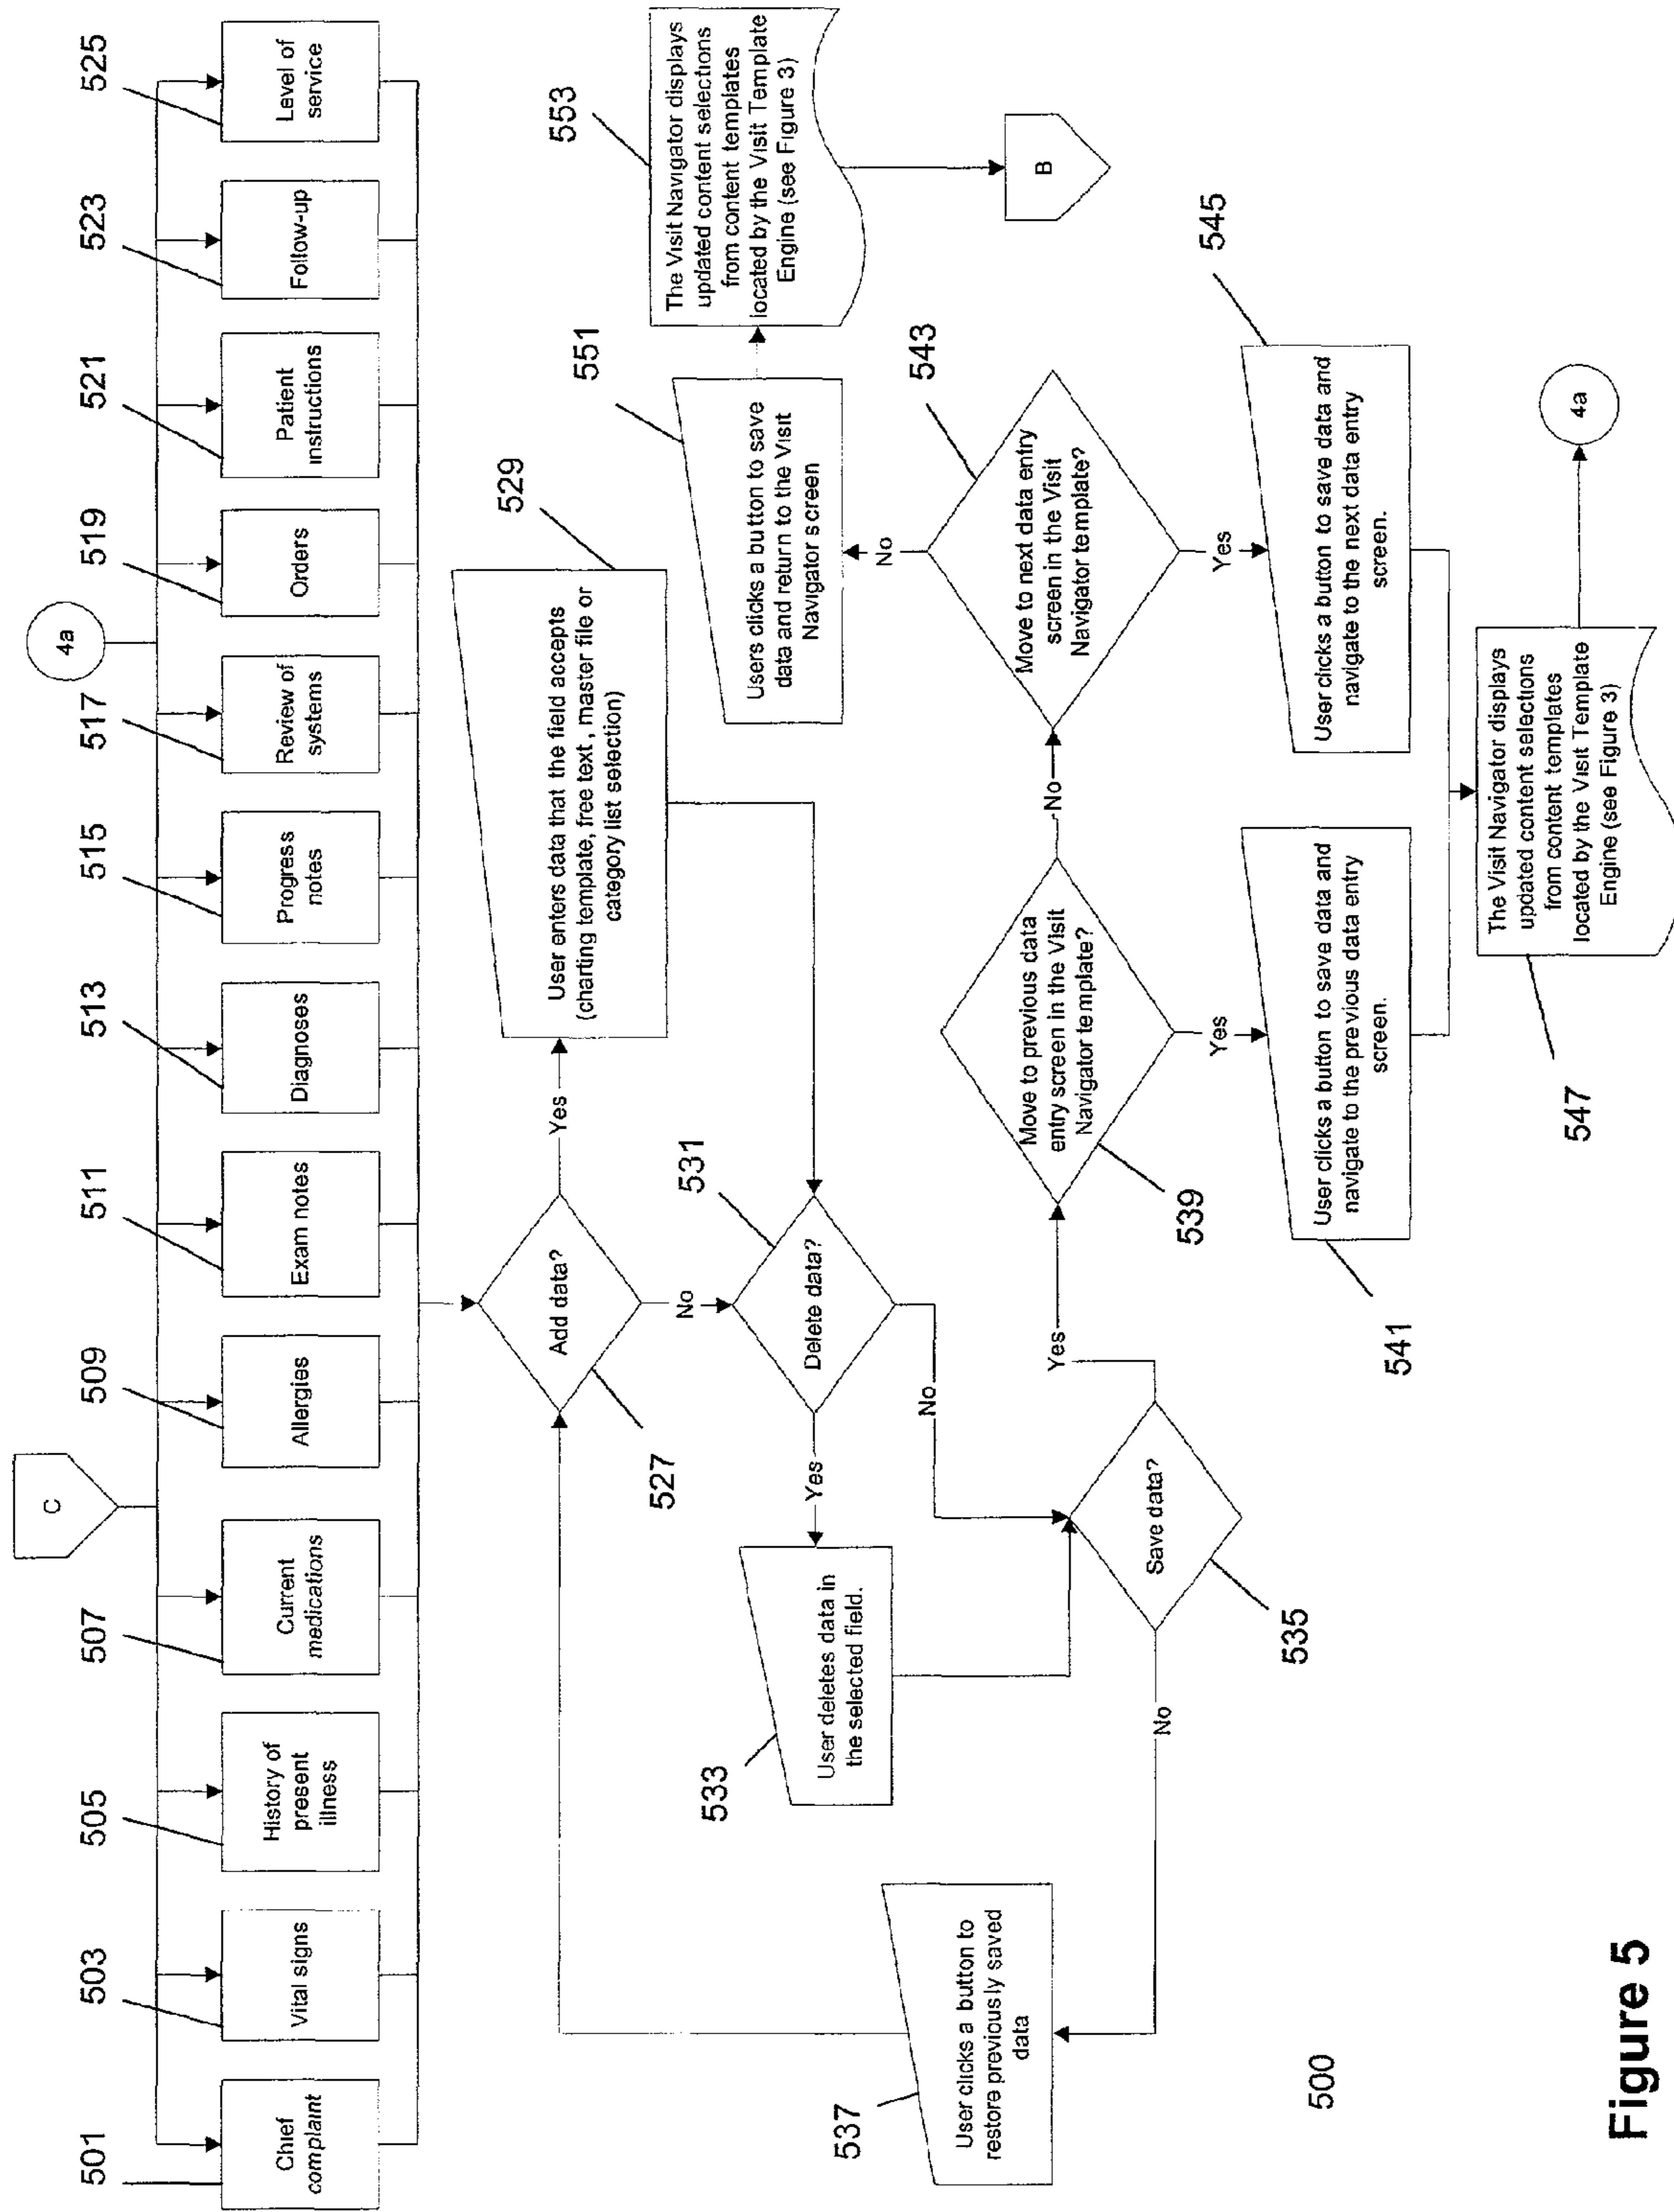 C
4a
501
503
505
507
509
511
513
515
517
519
521
523
525
Chief
complaint
Vital signs
History of
present
illness
Current
medications
Allergies
Exam notes
Diagnoses
Progress
notes
Review of
systems
Orders
Patient
instructions
Follow-up
Level of
service
Add data?
527
Yes
No
User enters data that the field accepts
(charting template, free text, master file or
category list selection)
529
Delete data?
531
Yes
No
User deletes data in
the selected field.
533
Save data?
535
No
Yes
User clicks a button to
restore previously saved
data
537
Move to previous data
entry screen in the Visit
Navigator template?
539
No
Yes
User clicks a button to save data and
navigate to the previous data entry
screen.
541
Move to next data entry
screen in the Visit
Navigator template?
543
No
Yes
User clicks a button to save data and
navigate to the next data entry
screen.
545
The Visit Navigator displays
updated content selections
from content templates
located by the Visit Template
Engine (see Figure 3)
547
4a
Users clicks a button to save
data and return to the Visit
Navigator screen
551
The Visit Navigator displays
updated content selections
from content templates
located by the Visit Template
Engine (see Figure 3)
553
B
500
Figure 5